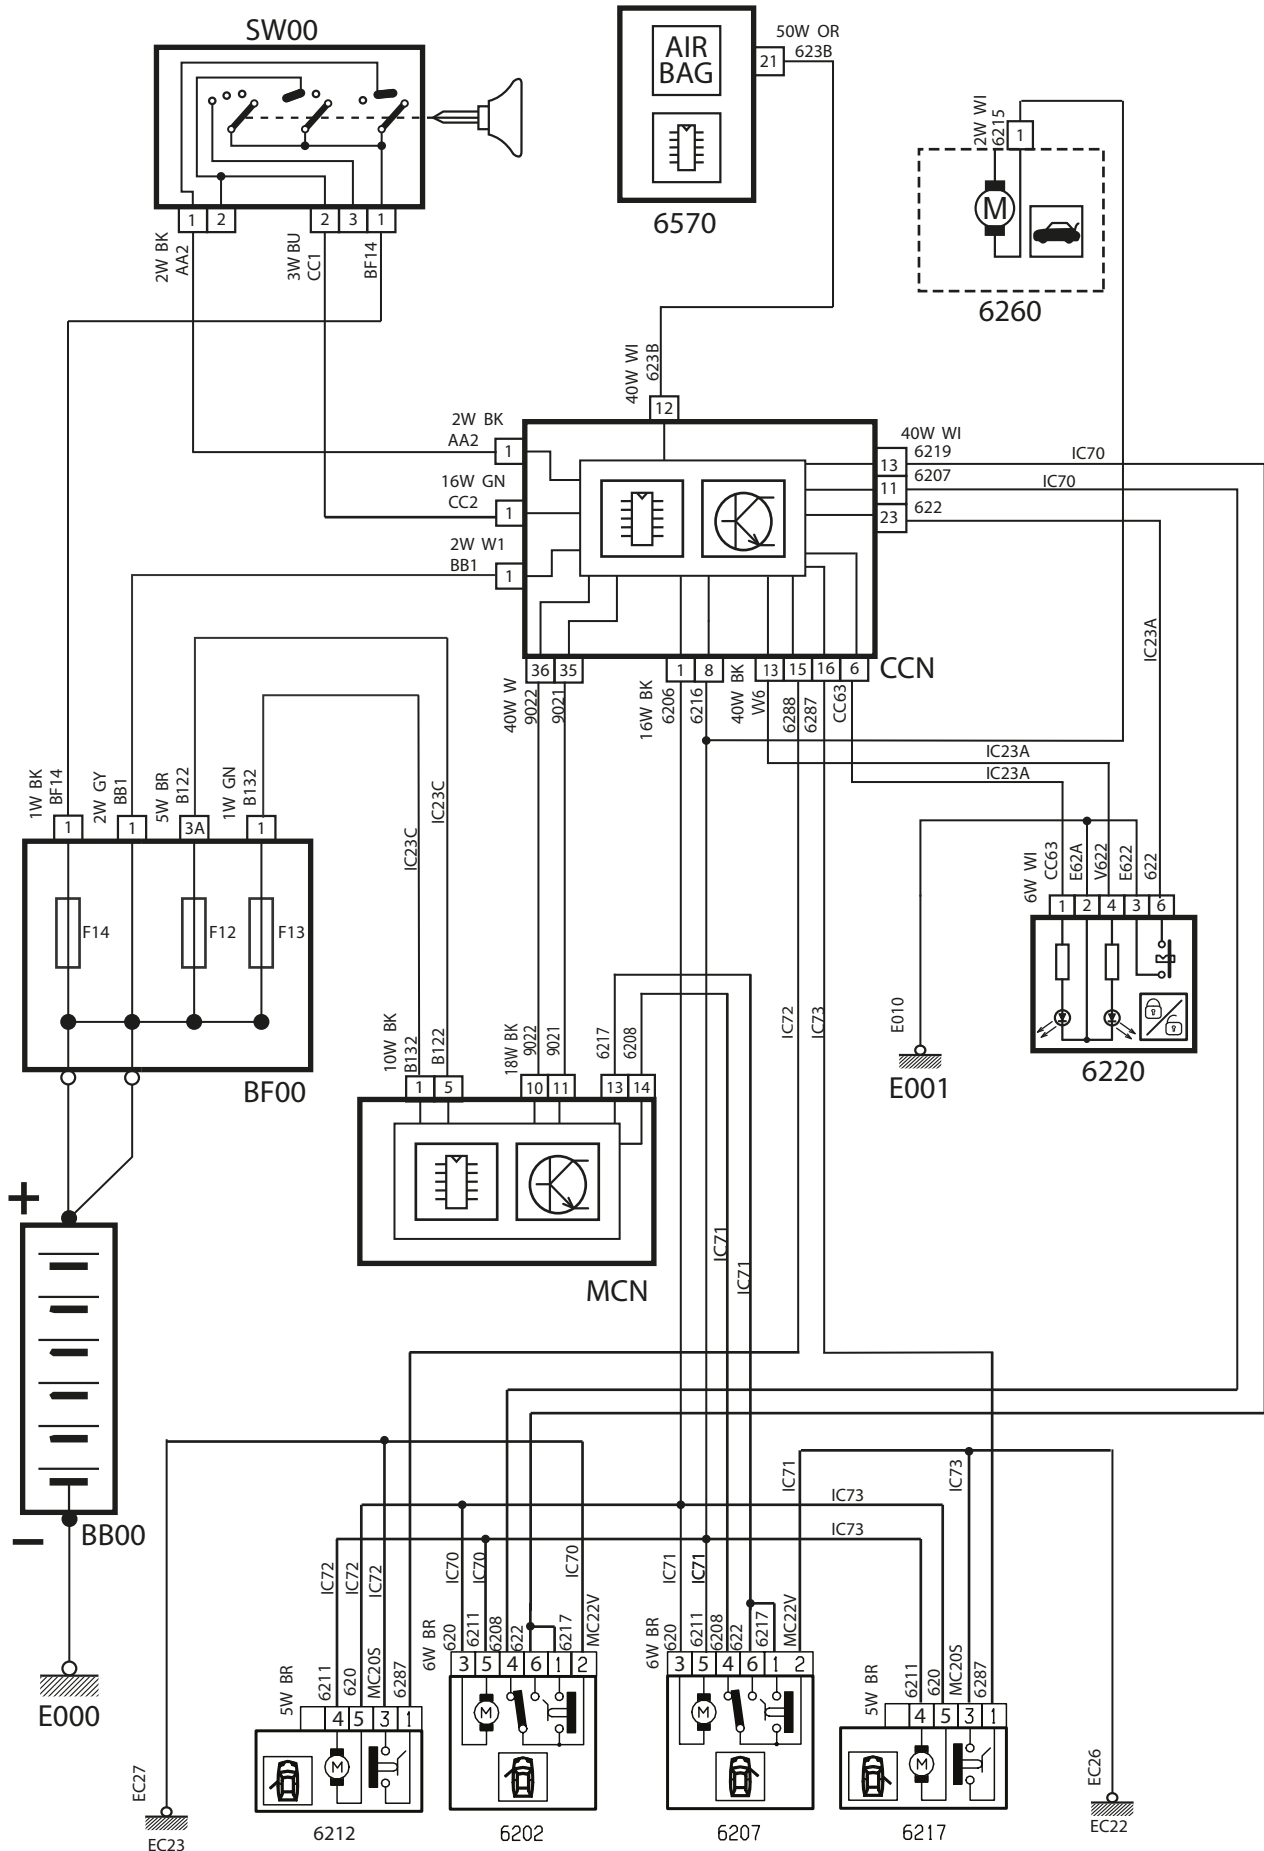 SW00
1
2
2
3
1
2W BK
AA2
3W BU
CC1
BF14
AIR
BAG
21
50W OR
623B
6570
2W WI
6215
1
M
6260
40W WI
623B
12
2W BK
AA2
1
16W GN
CC2
1
2W W1
BB1
1
40W WI
13
6219
IC70
11
6207
IC70
23
622
IC23A
36
35
1
8
13
15
16
6
CCN
40W W
9022
9021
16W BK
6206
6216
40W BK
V6
6288
6287
CC63
IC23A
IC23A
1W BK
BF14
2W GY
BB1
5W BR
B122
1W GN
B132
1
1
3A
1
F14
F12
F13
BF00
IC23C
IC23C
10W BK
B132
B122
18W BK
9022
9021
6217
6208
1
5
10
11
13
14
MCN
IC72
IC73
E010
E001
6W WI
CC63
E62A
V622
E622
622
1
2
4
3
6
6220
+
−
BB00
E000
IC71
IC71
IC71
IC73
IC73
IC73
IC72
IC72
IC72
IC70
IC70
IC70
IC71
IC71
5W BR
6211
620
MC20S
6287
4
5
3
1
M
6212
6W BR
620
6211
6208
622
6217
MC22V
3
5
4
6
1
2
M
6202
6W BR
620
6211
6208
622
6217
MC22V
3
5
4
6
1
2
M
6207
5W BR
6211
620
MC20S
6287
4
5
3
1
M
6217
EC27
EC23
EC26
EC22